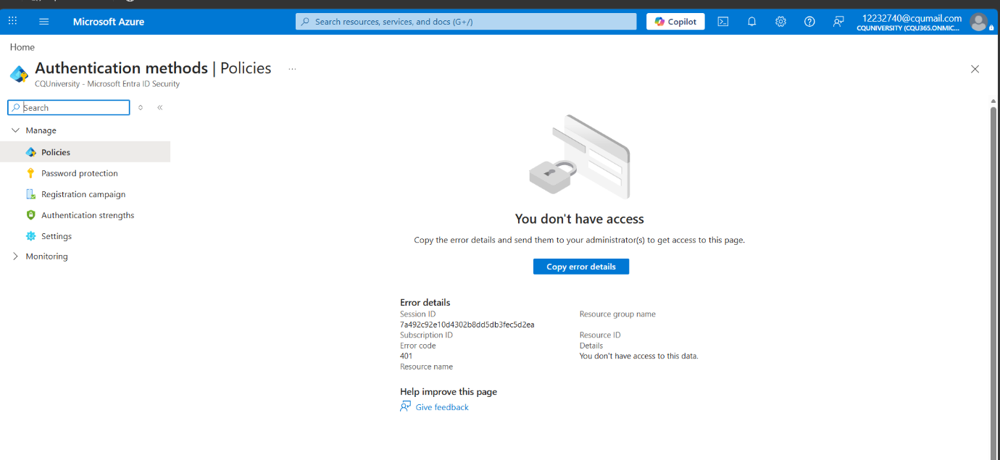 Microsoft Azure
Search resources, services, and docs (G+/)
Copilot
12232740@cqumail.com
CQUNIVERSITY (CQU365.ONMIC...
Home
Authentication methods | Policies ...
CQUniversity - Microsoft Entra ID Security
Search
Manage
Policies
Password protection
Registration campaign
Authentication strengths
Settings
Monitoring
You don't have access
Copy the error details and send them to your administrator(s) to get access to this page.
Copy error details
Error details
Session ID
7a492c92e10d4302b8dd5db3fec5d2ea
Subscription ID
Error code
401
Resource name
Resource group name
Resource ID
Details
You don't have access to this data.
Help improve this page
Give feedback